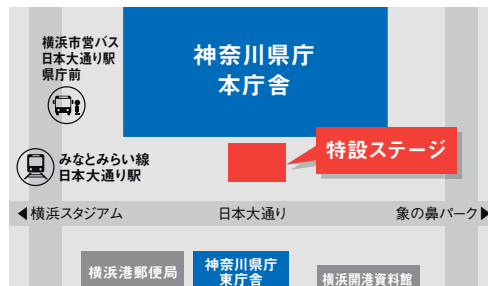 横浜市営バス
日本大通り駅
県庁前
神奈川県庁
本庁舎
特設ステージ
みなとみらい線
日本大通り駅
◀横浜スタジアム 日本大通り 象の鼻パーク▶
横浜港郵便局
神奈川県庁
東庁舎
横浜開港資料館